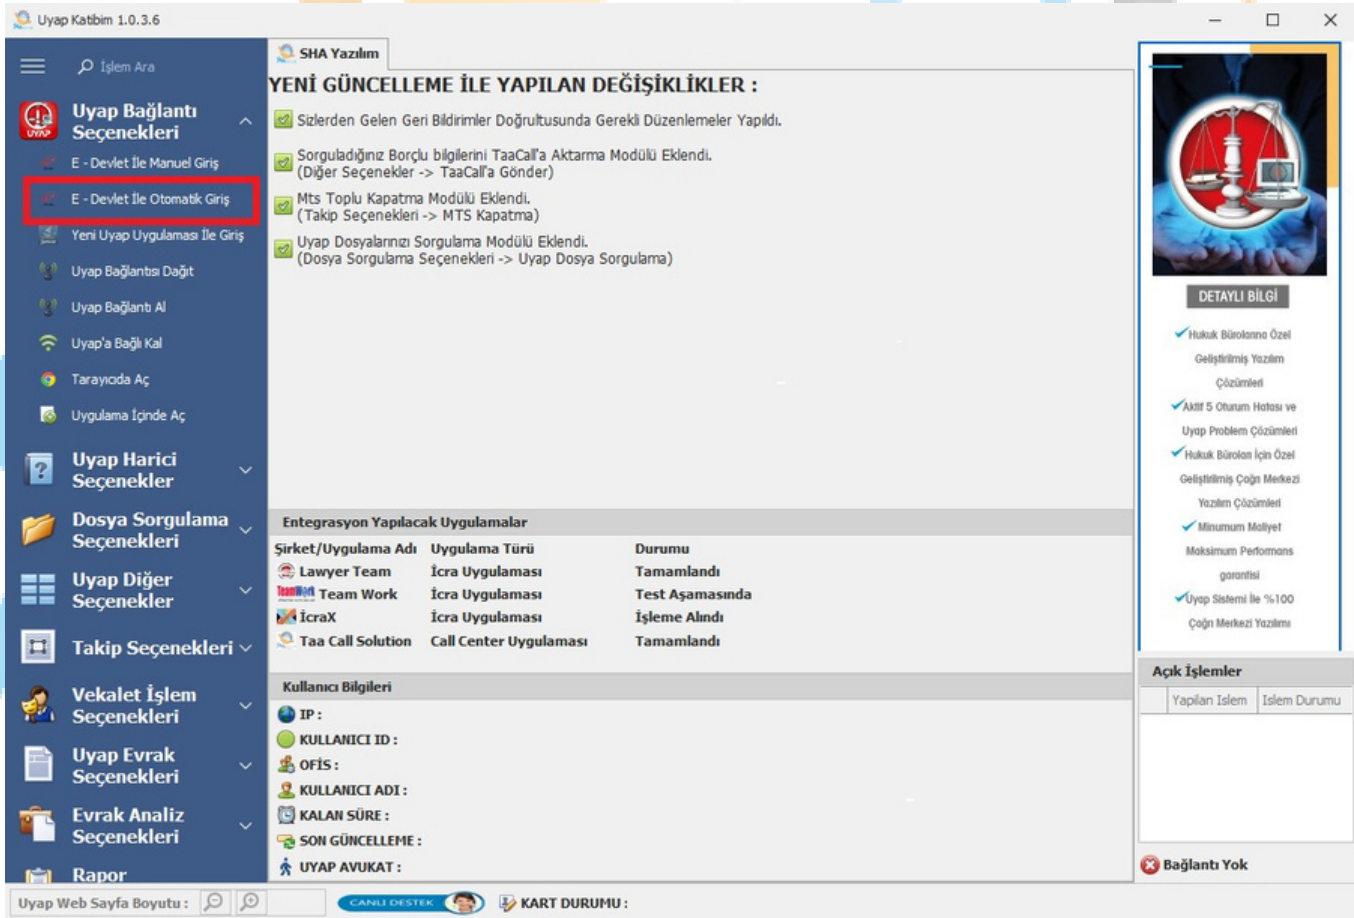 Uyap Katibim 1.0.3.6
İşlem Ara
Uyap Bağlantı
Seçenekleri
UYAP
E - Devlet İle Manuel Giriş
E - Devlet İle Otomatik Giriş
Yeni Uyap Uygulaması İle Giriş
Uyap Bağlantısı Dağıt
Uyap Bağlantı Al
Uyap'a Bağlı Kal
Tarayıcıda Aç
Uygulama İçinde Aç
Uyap Harici
Seçenekler
Dosya Sorgulama
Seçenekleri
Uyap Diğer
Seçenekler
Takip Seçenekleri
Vekalet İşlem
Seçenekleri
Uyap Evrak
Seçenekleri
Evrak Analiz
Seçenekleri
Rapor
SHA Yazılım
YENİ GÜNCELLEME İLE YAPILAN DEĞİŞİKLİKLER :
Sizlerden Gelen Geri Bildirimler Doğrultusunda Gerekli Düzenlemeler Yapıldı.
Sorguladığınız Borçlu bilgilerini TaaCall'a Aktarma Modülü Eklendi.
(Diğer Seçenekler -> TaaCall'a Gönder)
Mts Toplu Kapatma Modülü Eklendi.
(Takip Seçenekleri -> MTS Kapatma)
Uyap Dosyalarınızı Sorgulama Modülü Eklendi.
(Dosya Sorgulama Seçenekleri -> Uyap Dosya Sorgulama)
Entegrasyon Yapılacak Uygulamalar
Şirket/Uygulama Adı Uygulama Türü Durumu
Lawyer Team İcra Uygulaması Tamamlandı
TeamWork Team Work İcra Uygulaması Test Aşamasında
İcraX İcra Uygulaması İşleme Alındı
Taa Call Solution Call Center Uygulaması Tamamlandı
Kullanıcı Bilgileri
IP :
KULLANICI ID :
OFİS :
KULLANICI ADI :
KALAN SÜRE :
SON GÜNCELLEME :
UYAP AVUKAT :
DETAYLI BİLGİ
Hukuk Bürolarına Özel
Geliştirilmiş Yazılım
Çözümleri
Aktif 5 Oturum Hatası ve
Uyap Problem Çözümleri
Hukuk Büroları İçin Özel
Geliştirilmiş Çağrı Merkezi
Yazılım Çözümleri
Minumum Maliyet
Maksimum Performans
garantisi
Uyap Sistemi İle %100
Çağrı Merkezi Yazılımı
Açık İşlemler
Yapilan Islem Islem Durumu
Bağlantı Yok
Uyap Web Sayfa Boyutu :
CANLI DESTEK
KART DURUMU :